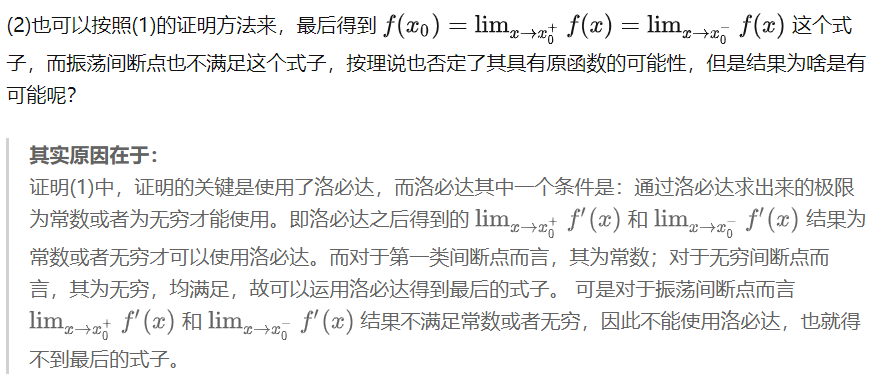 (2)也可以按照(1)的证明方法来，最后得到 $f(x_0) = \lim_{x \to x_0^+} f(x) = \lim_{x \to x_0^-} f(x)$ 这个式
子，而振荡间断点也不满足这个式子，按理说也否定了其具有原函数的可能性，但是结果为啥是有
可能呢？
其实原因在于：
证明(1)中，证明的关键是使用了洛必达，而洛必达其中一个条件是：通过洛必达求出来的极限
为常数或者为无穷才能使用。即洛必达之后得到的 $\lim_{x \to x_0^+} f'(x)$ 和 $\lim_{x \to x_0^-} f'(x)$ 结果为
常数或者无穷才可以使用洛必达。而对于第一类间断点而言，其为常数；对于无穷间断点而
言，其为无穷，均满足，故可以运用洛必达得到最后的式子。 可是对于振荡间断点而言
$\lim_{x \to x_0^+} f'(x)$ 和 $\lim_{x \to x_0^-} f'(x)$ 结果不满足常数或者无穷，因此不能使用洛必达，也就得
不到最后的式子。